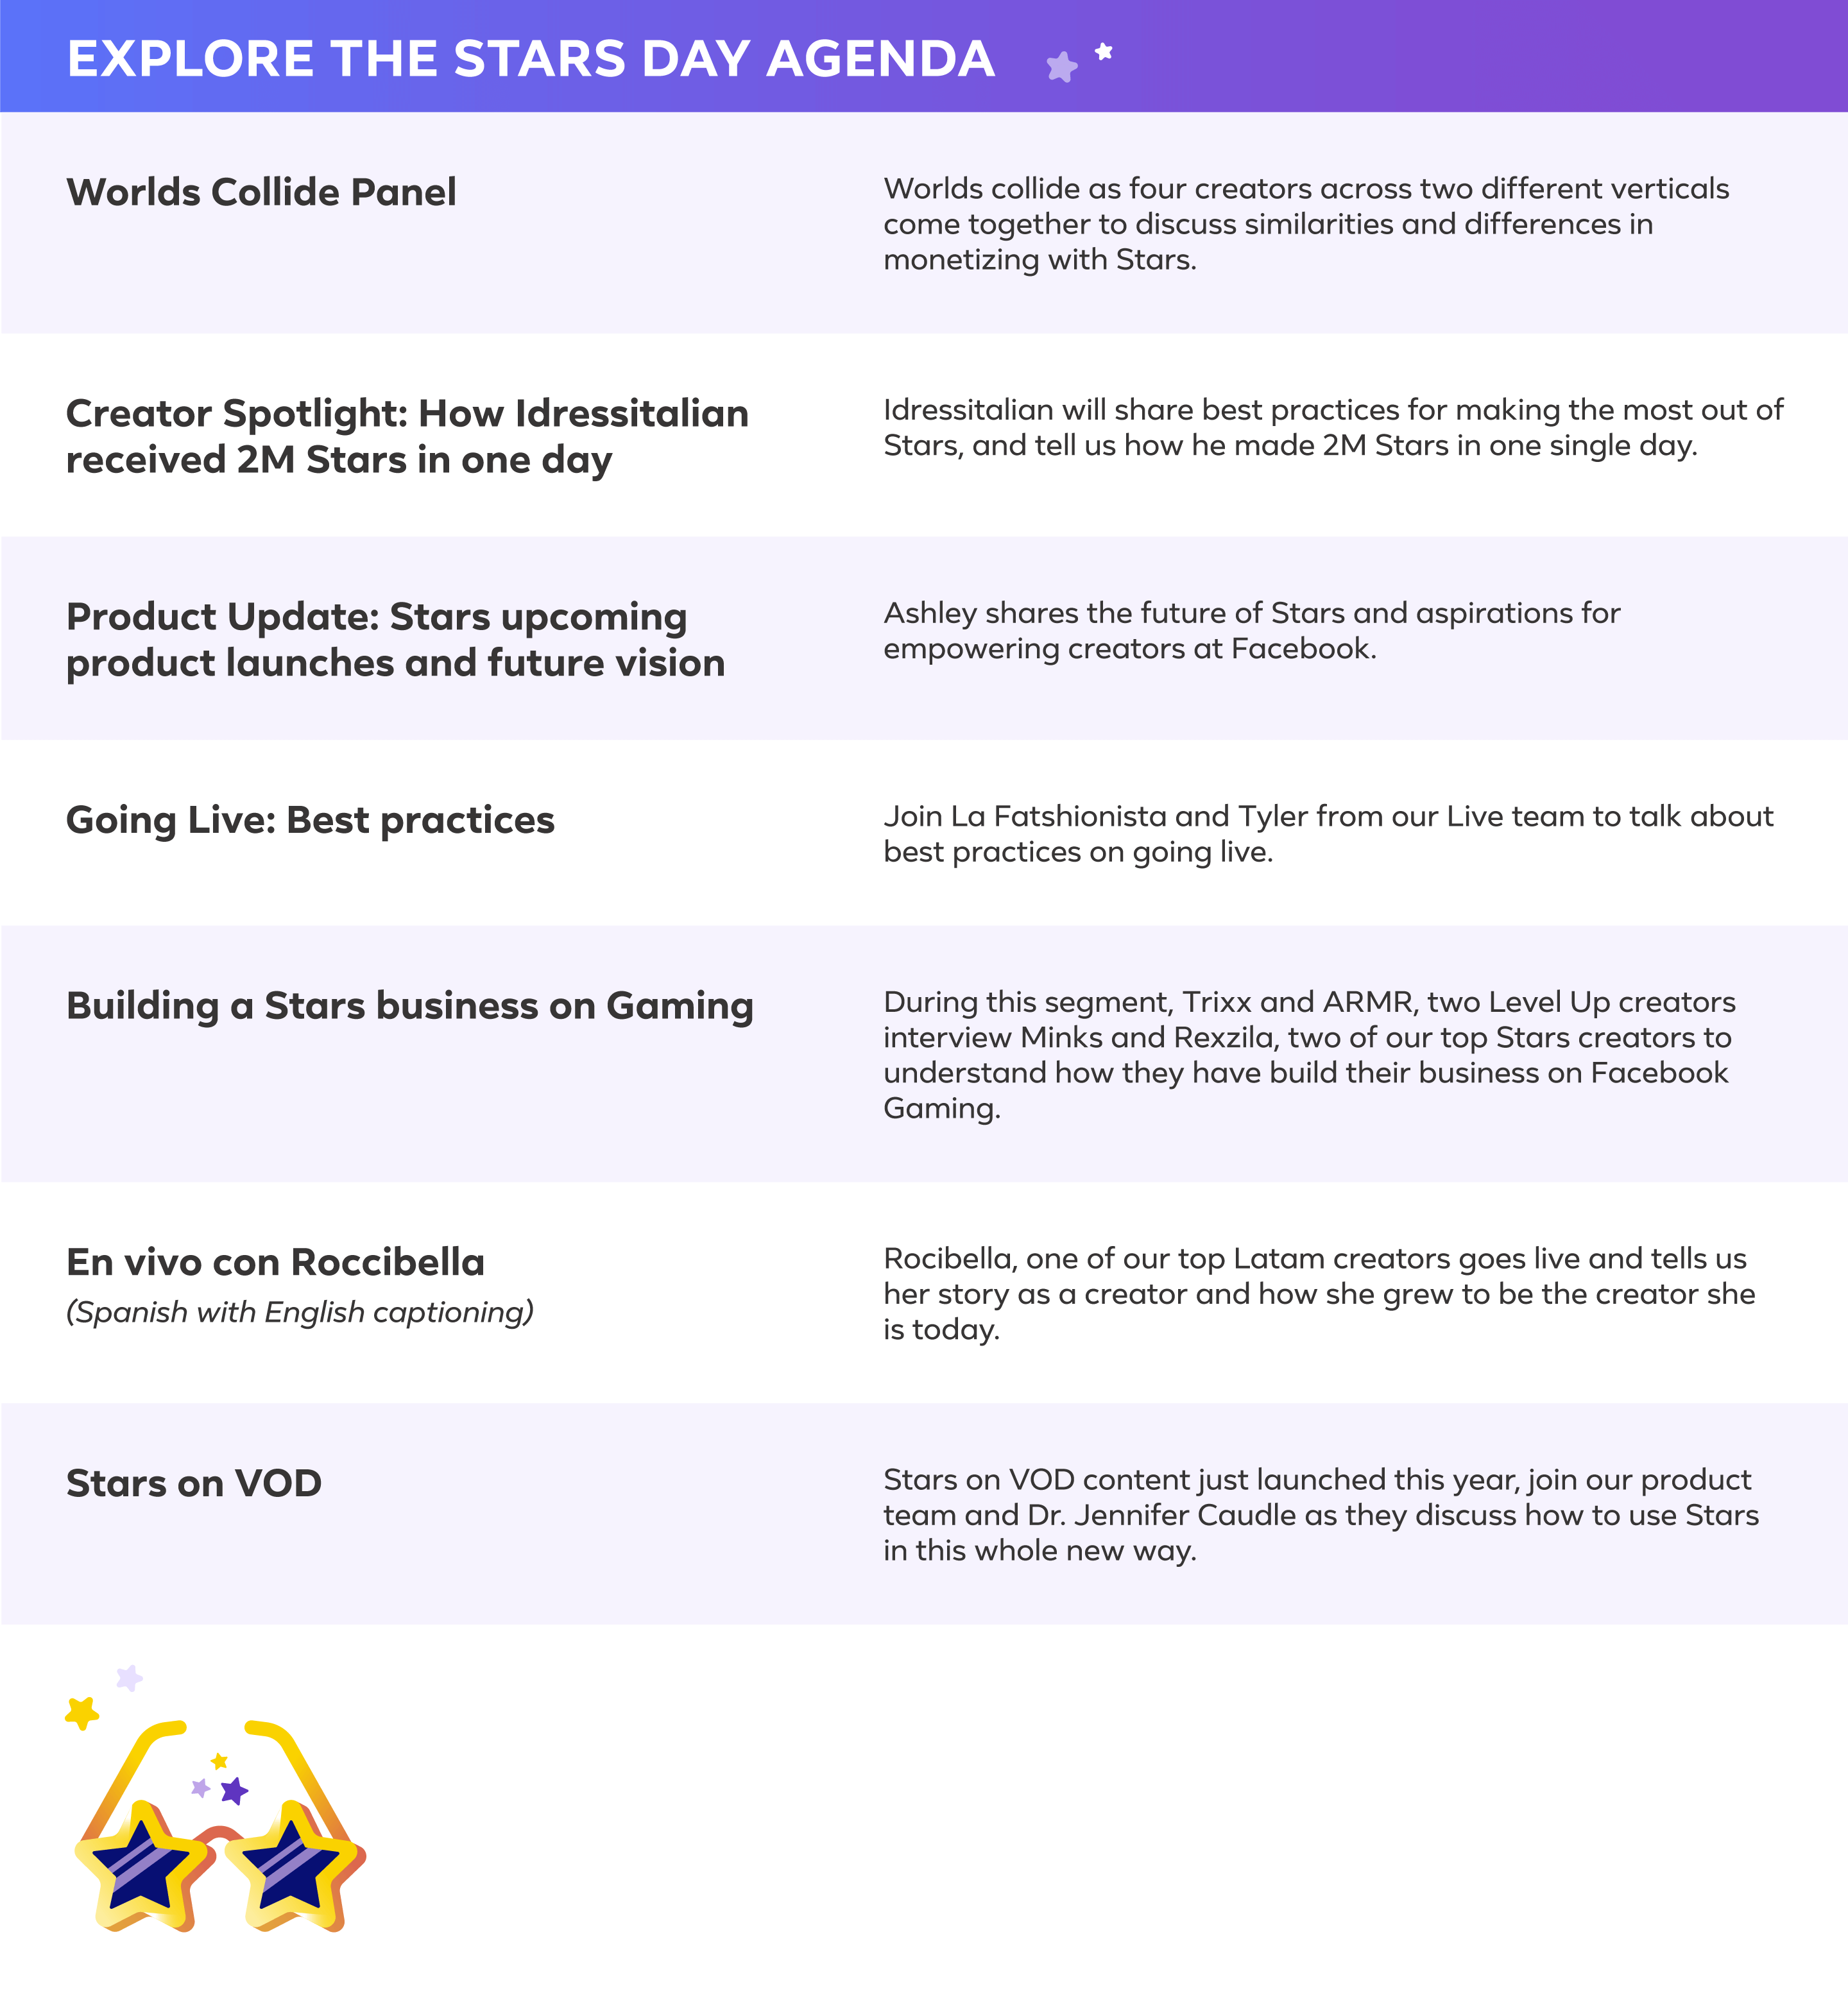 EXPLORE THE STARS DAY AGENDA
Worlds Collide Panel
Worlds collide as four creators across two different verticals
come together to discuss similarities and differences in
monetizing with Stars.
Creator Spotlight: How Idressitalian
received 2M Stars in one day
Idressitalian will share best practices for making the most out of
Stars, and tell us how he made 2M Stars in one single day.
Product Update: Stars upcoming
product launches and future vision
Ashley shares the future of Stars and aspirations for
empowering creators at Facebook.
Going Live: Best practices
Join La Fatshionista and Tyler from our Live team to talk about
best practices on going live.
Building a Stars business on Gaming
During this segment, Trixx and ARMR, two Level Up creators
interview Minks and Rexzila, two of our top Stars creators to
understand how they have build their business on Facebook
Gaming.
En vivo con Roccibella
(Spanish with English captioning)
Rocibella, one of our top Latam creators goes live and tells us
her story as a creator and how she grew to be the creator she
is today.
Stars on VOD
Stars on VOD content just launched this year, join our product
team and Dr. Jennifer Caudle as they discuss how to use Stars
in this whole new way.